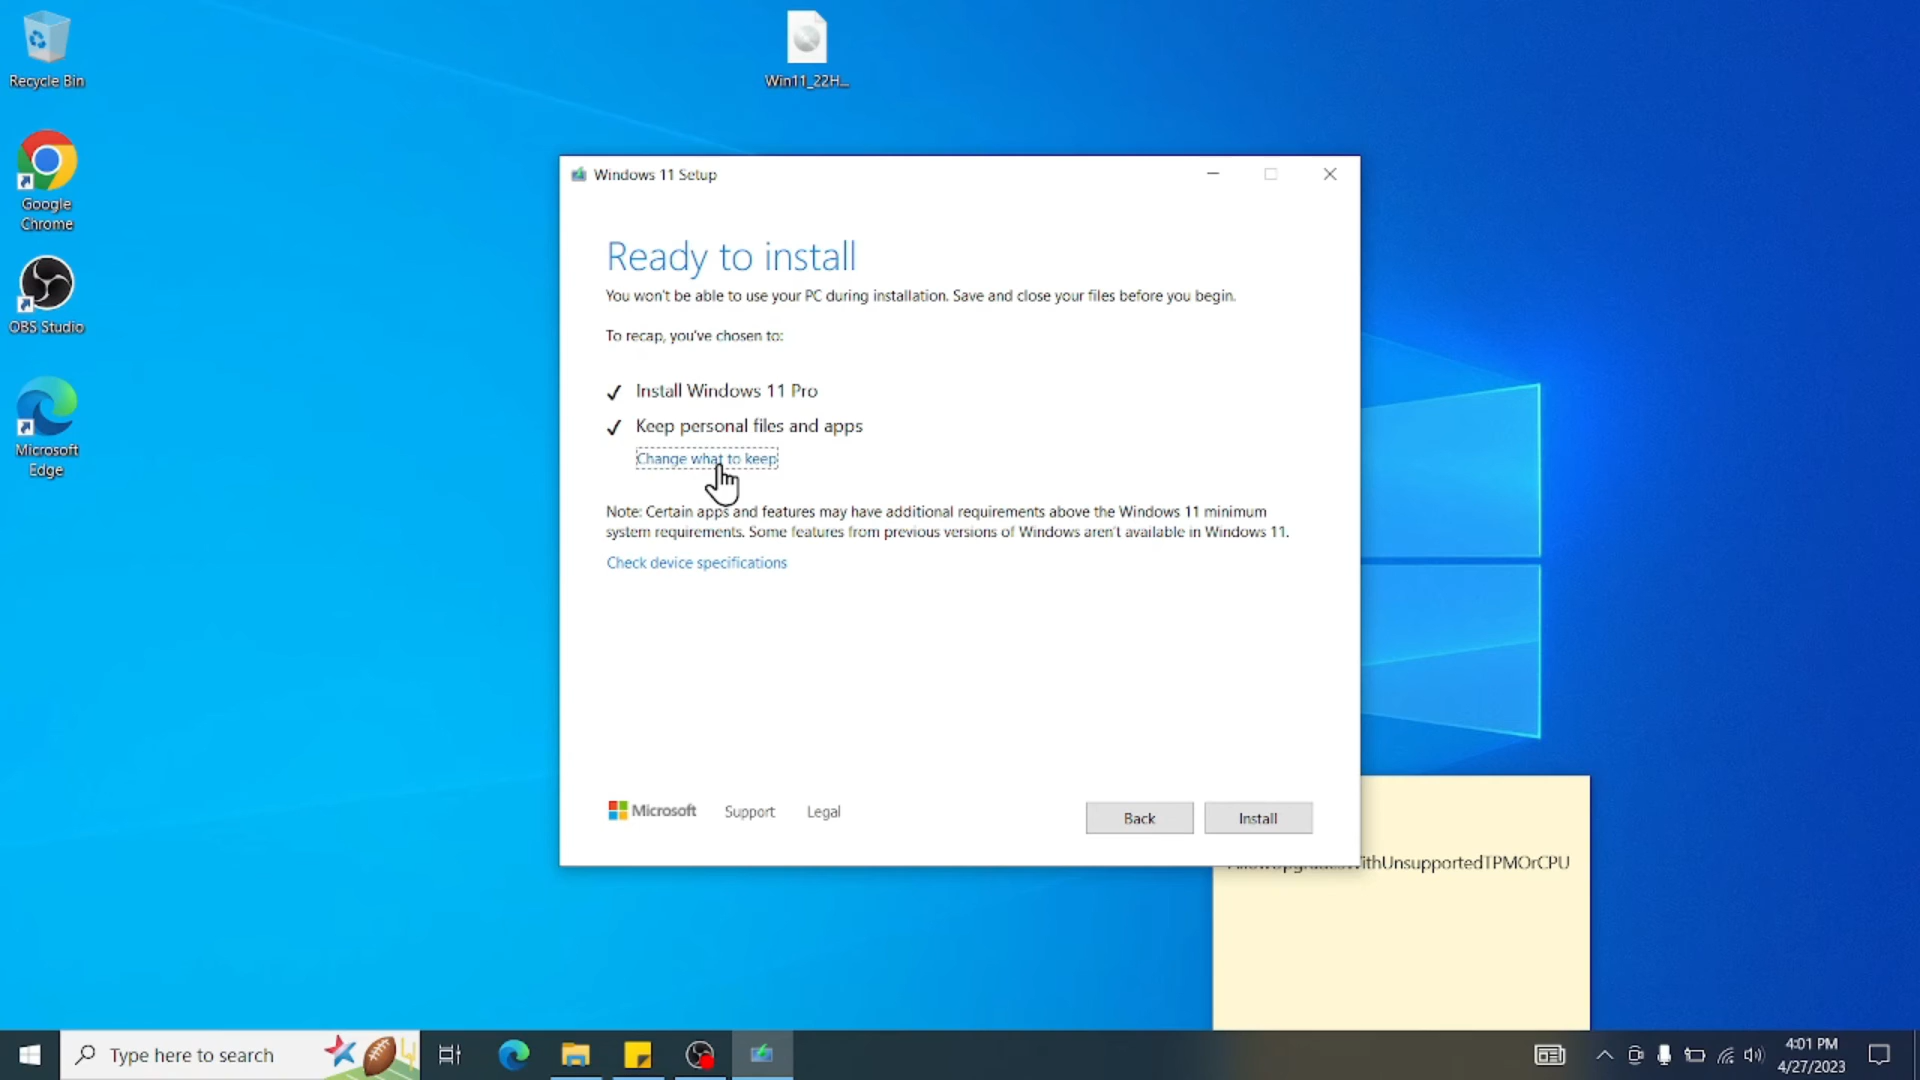 Recycle Bin
Win11_22H...
Google
Chrome
OBS Studio
Microsoft
Edge
Windows 11 Setup
Ready to install
You won't be able to use your PC during installation. Save and close your files before you begin.
To recap, you've chosen to:
Install Windows 11 Pro
Keep personal files and apps
Change what to keep
Note: Certain apps and features may have additional requirements above the Windows 11 minimum
system requirements. Some features from previous versions of Windows aren't available in Windows 11.
Check device specifications
Microsoft Support Legal
Back Install
ithUnsupportedTPMOrCPU
Type here to search
4:01 PM
4/27/2023